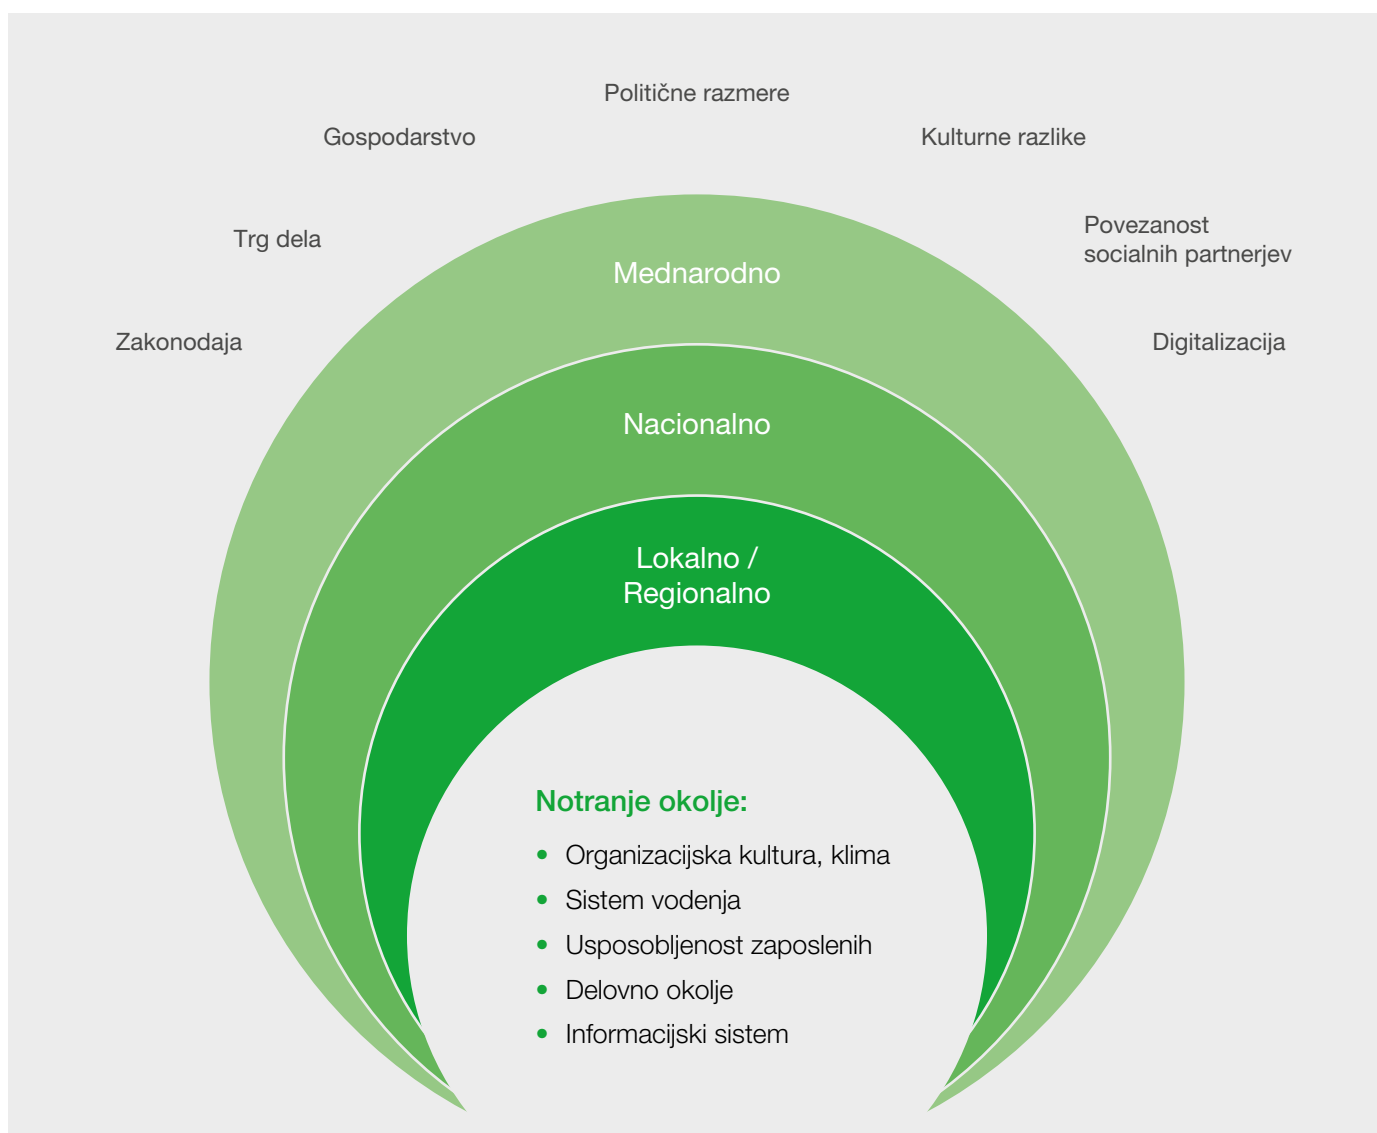 Politične razmere
Gospodarstvo
Kulturne razlike
Trg dela
Povezanost
socialnih partnerjev
Zakonodaja
Digitalizacija
Mednarodno
Nacionalno
Lokalno /
Regionalno
Notranje okolje:
• Organizacijska kultura, klima
• Sistem vodenja
• Usposobljenost zaposlenih
• Delovno okolje
• Informacijski sistem